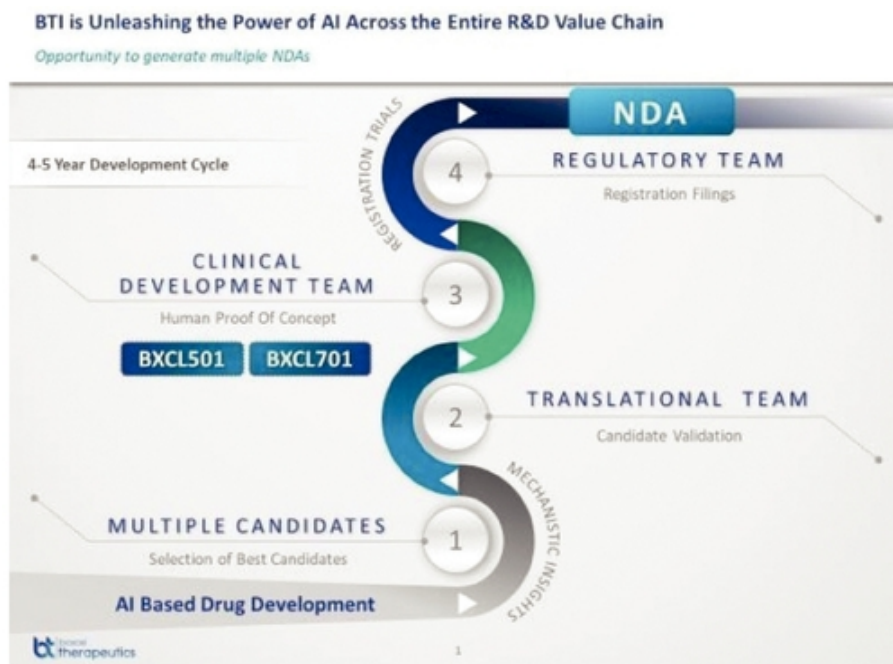 BTI is Unleashing the Power of AI Across the Entire R&D Value Chain
Opportunity to generate multiple NDAs
NDA
REGISTRATION TRIALS
4-5 Year Development Cycle
4
REGULATORY TEAM
Registration Filings
CLINICAL
DEVELOPMENT TEAM
3
Human Proof Of Concept
BXCL501 BXCL701
2
TRANSLATIONAL TEAM
Candidate Validation
MECHANISTIC INSIGHTS
MULTIPLE CANDIDATES
1
Selection of Best Candidates
AI Based Drug Development
bt
therapeutics
1